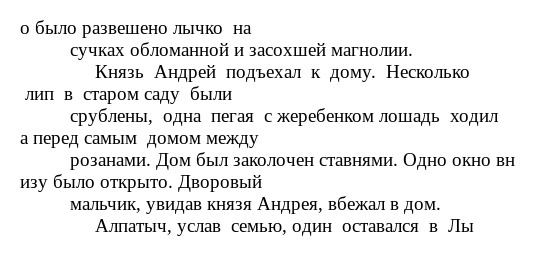 о было развешено лычко на
сучках обломанной и засохшей магнолии.
Князь Андрей подъехал к дому. Несколько
лип в старом саду были
срублены, одна пегая с жеребенком лошадь ходил
а перед самым домом между
розанами. Дом был заколочен ставнями. Одно окно вн
изу было открыто. Дворовый
мальчик, увидав князя Андрея, вбежал в дом.
Алпатыч, услав семью, один оставался в Лы